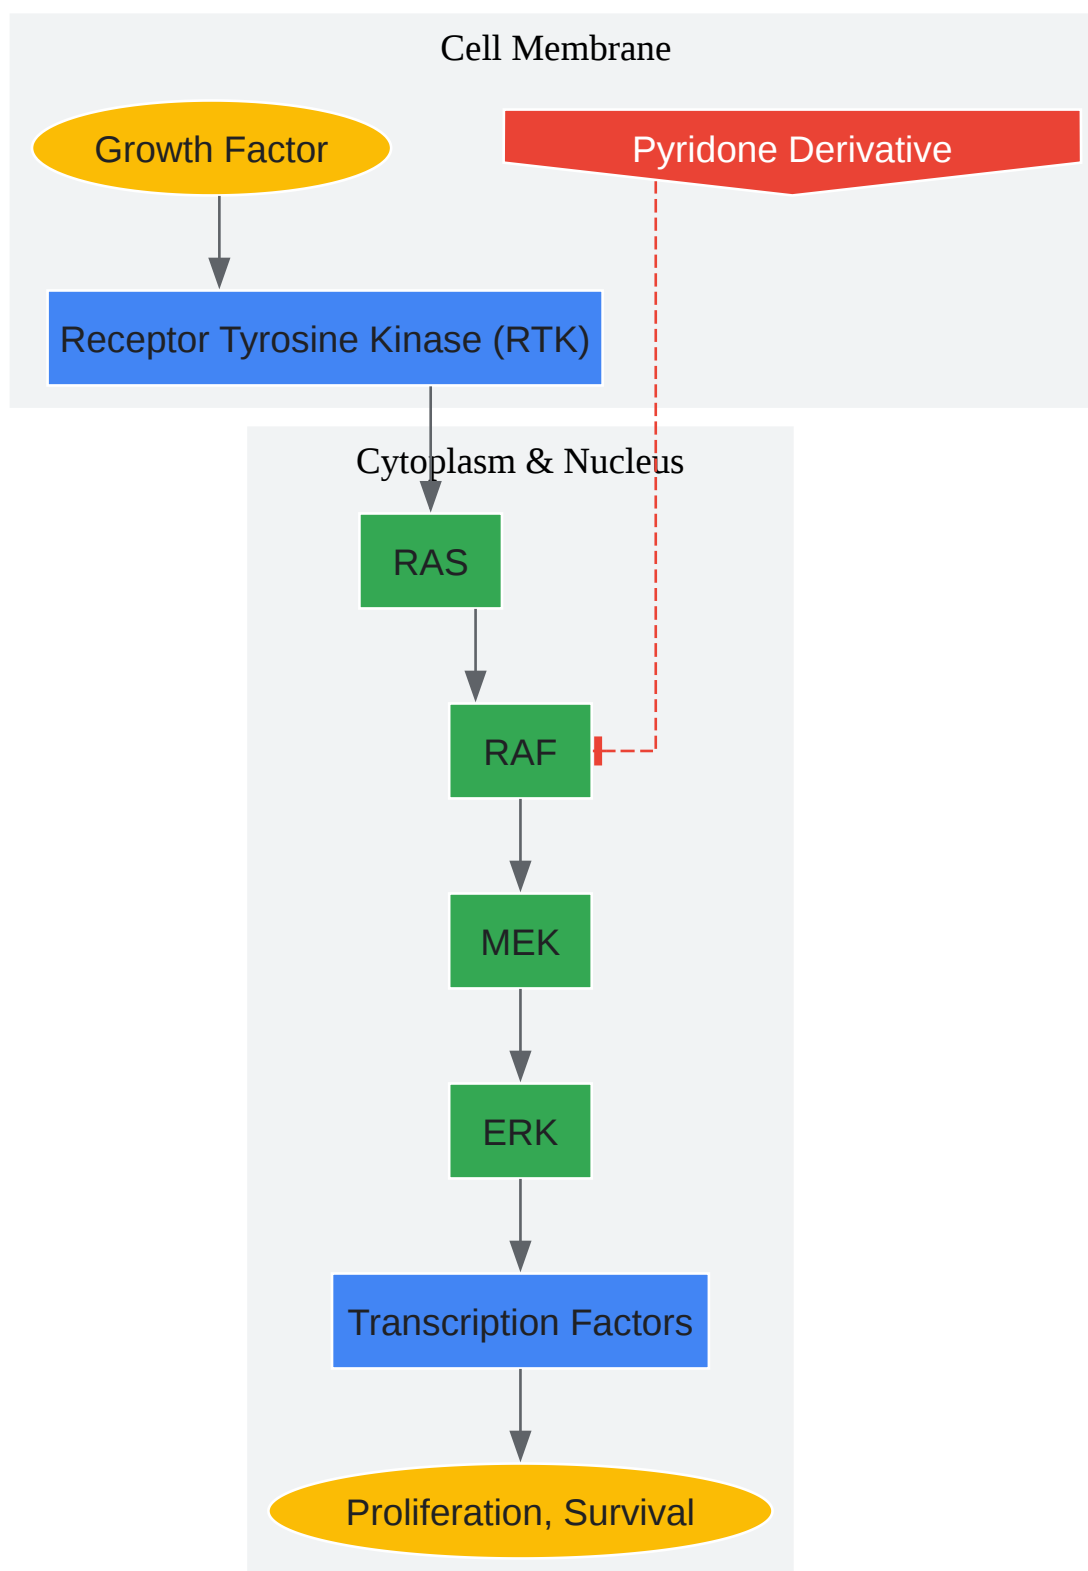 Cell Membrane
Growth Factor
Pyridone Derivative
Receptor Tyrosine Kinase (RTK)
Cytoplasm & Nucleus
RAS
RAF
MEK
ERK
Transcription Factors
Proliferation, Survival